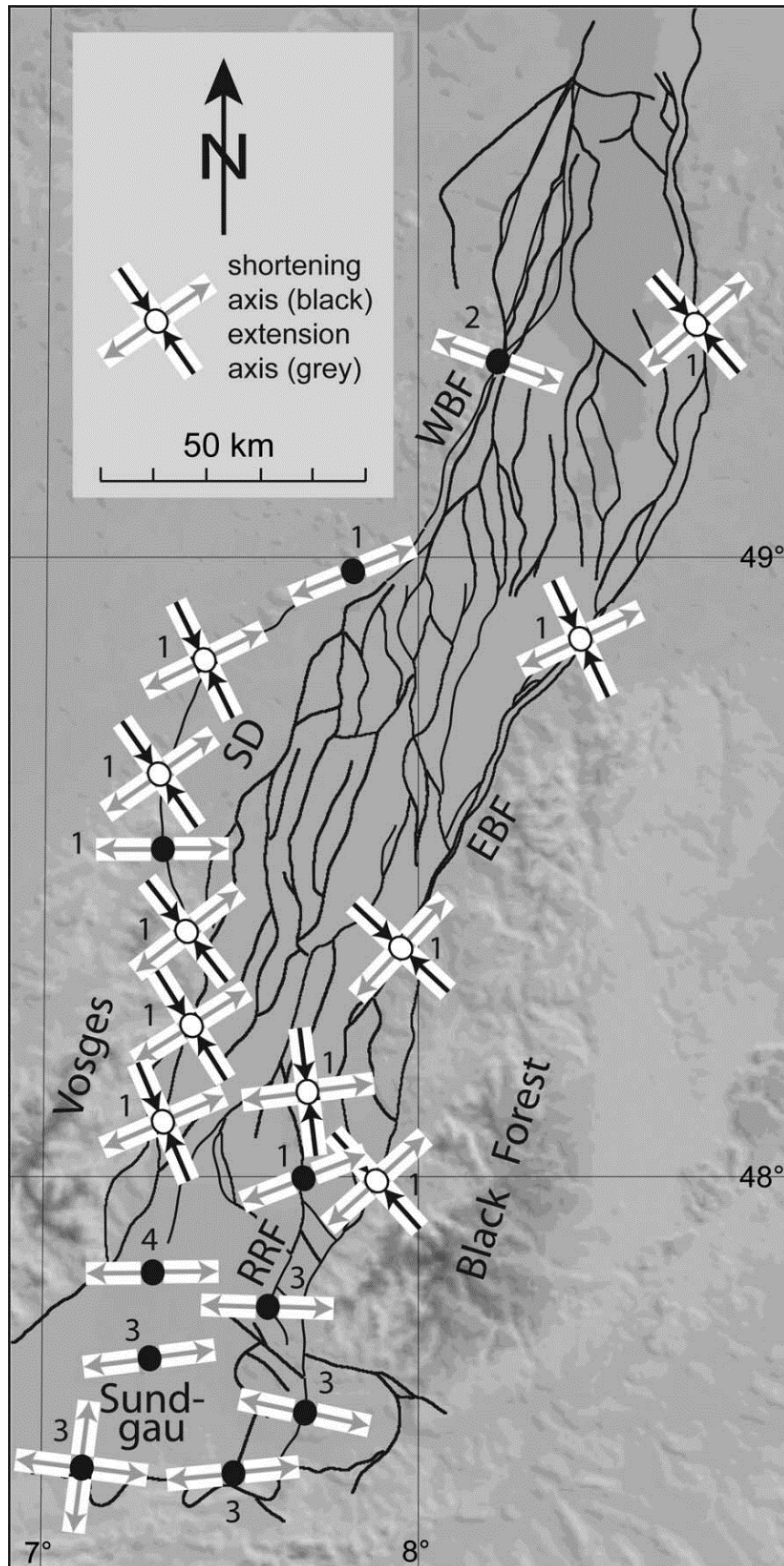 N
shortening
axis (black)
extension
axis (grey)
50 km
2
1
WBF
1
49°
1
1
SD
1
1
EBF
1
1
1
Vosges
1
1
1
1
Black Forest
48°
4
RRF
3
3
Sund-
gau
3
3
3
7°
8°